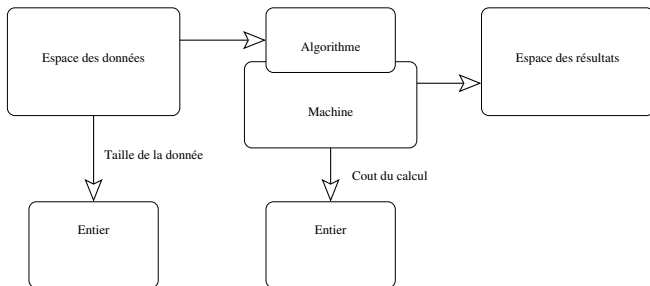 Espace des données
Algorithme
Espace des résultats
Machine
Taille de la donnée
Cout du calcul
Entier
Entier